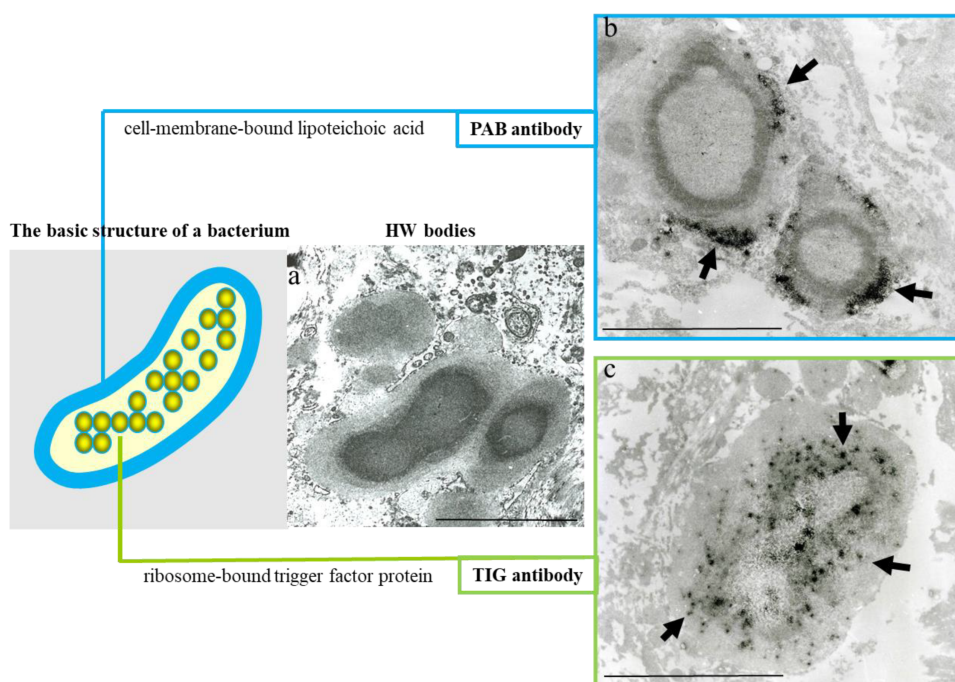 b
cell-membrane-bound lipoteichoic acid
PAB antibody
The basic structure of a bacterium
HW bodies
a
c
ribosome-bound trigger factor protein
TIG antibody